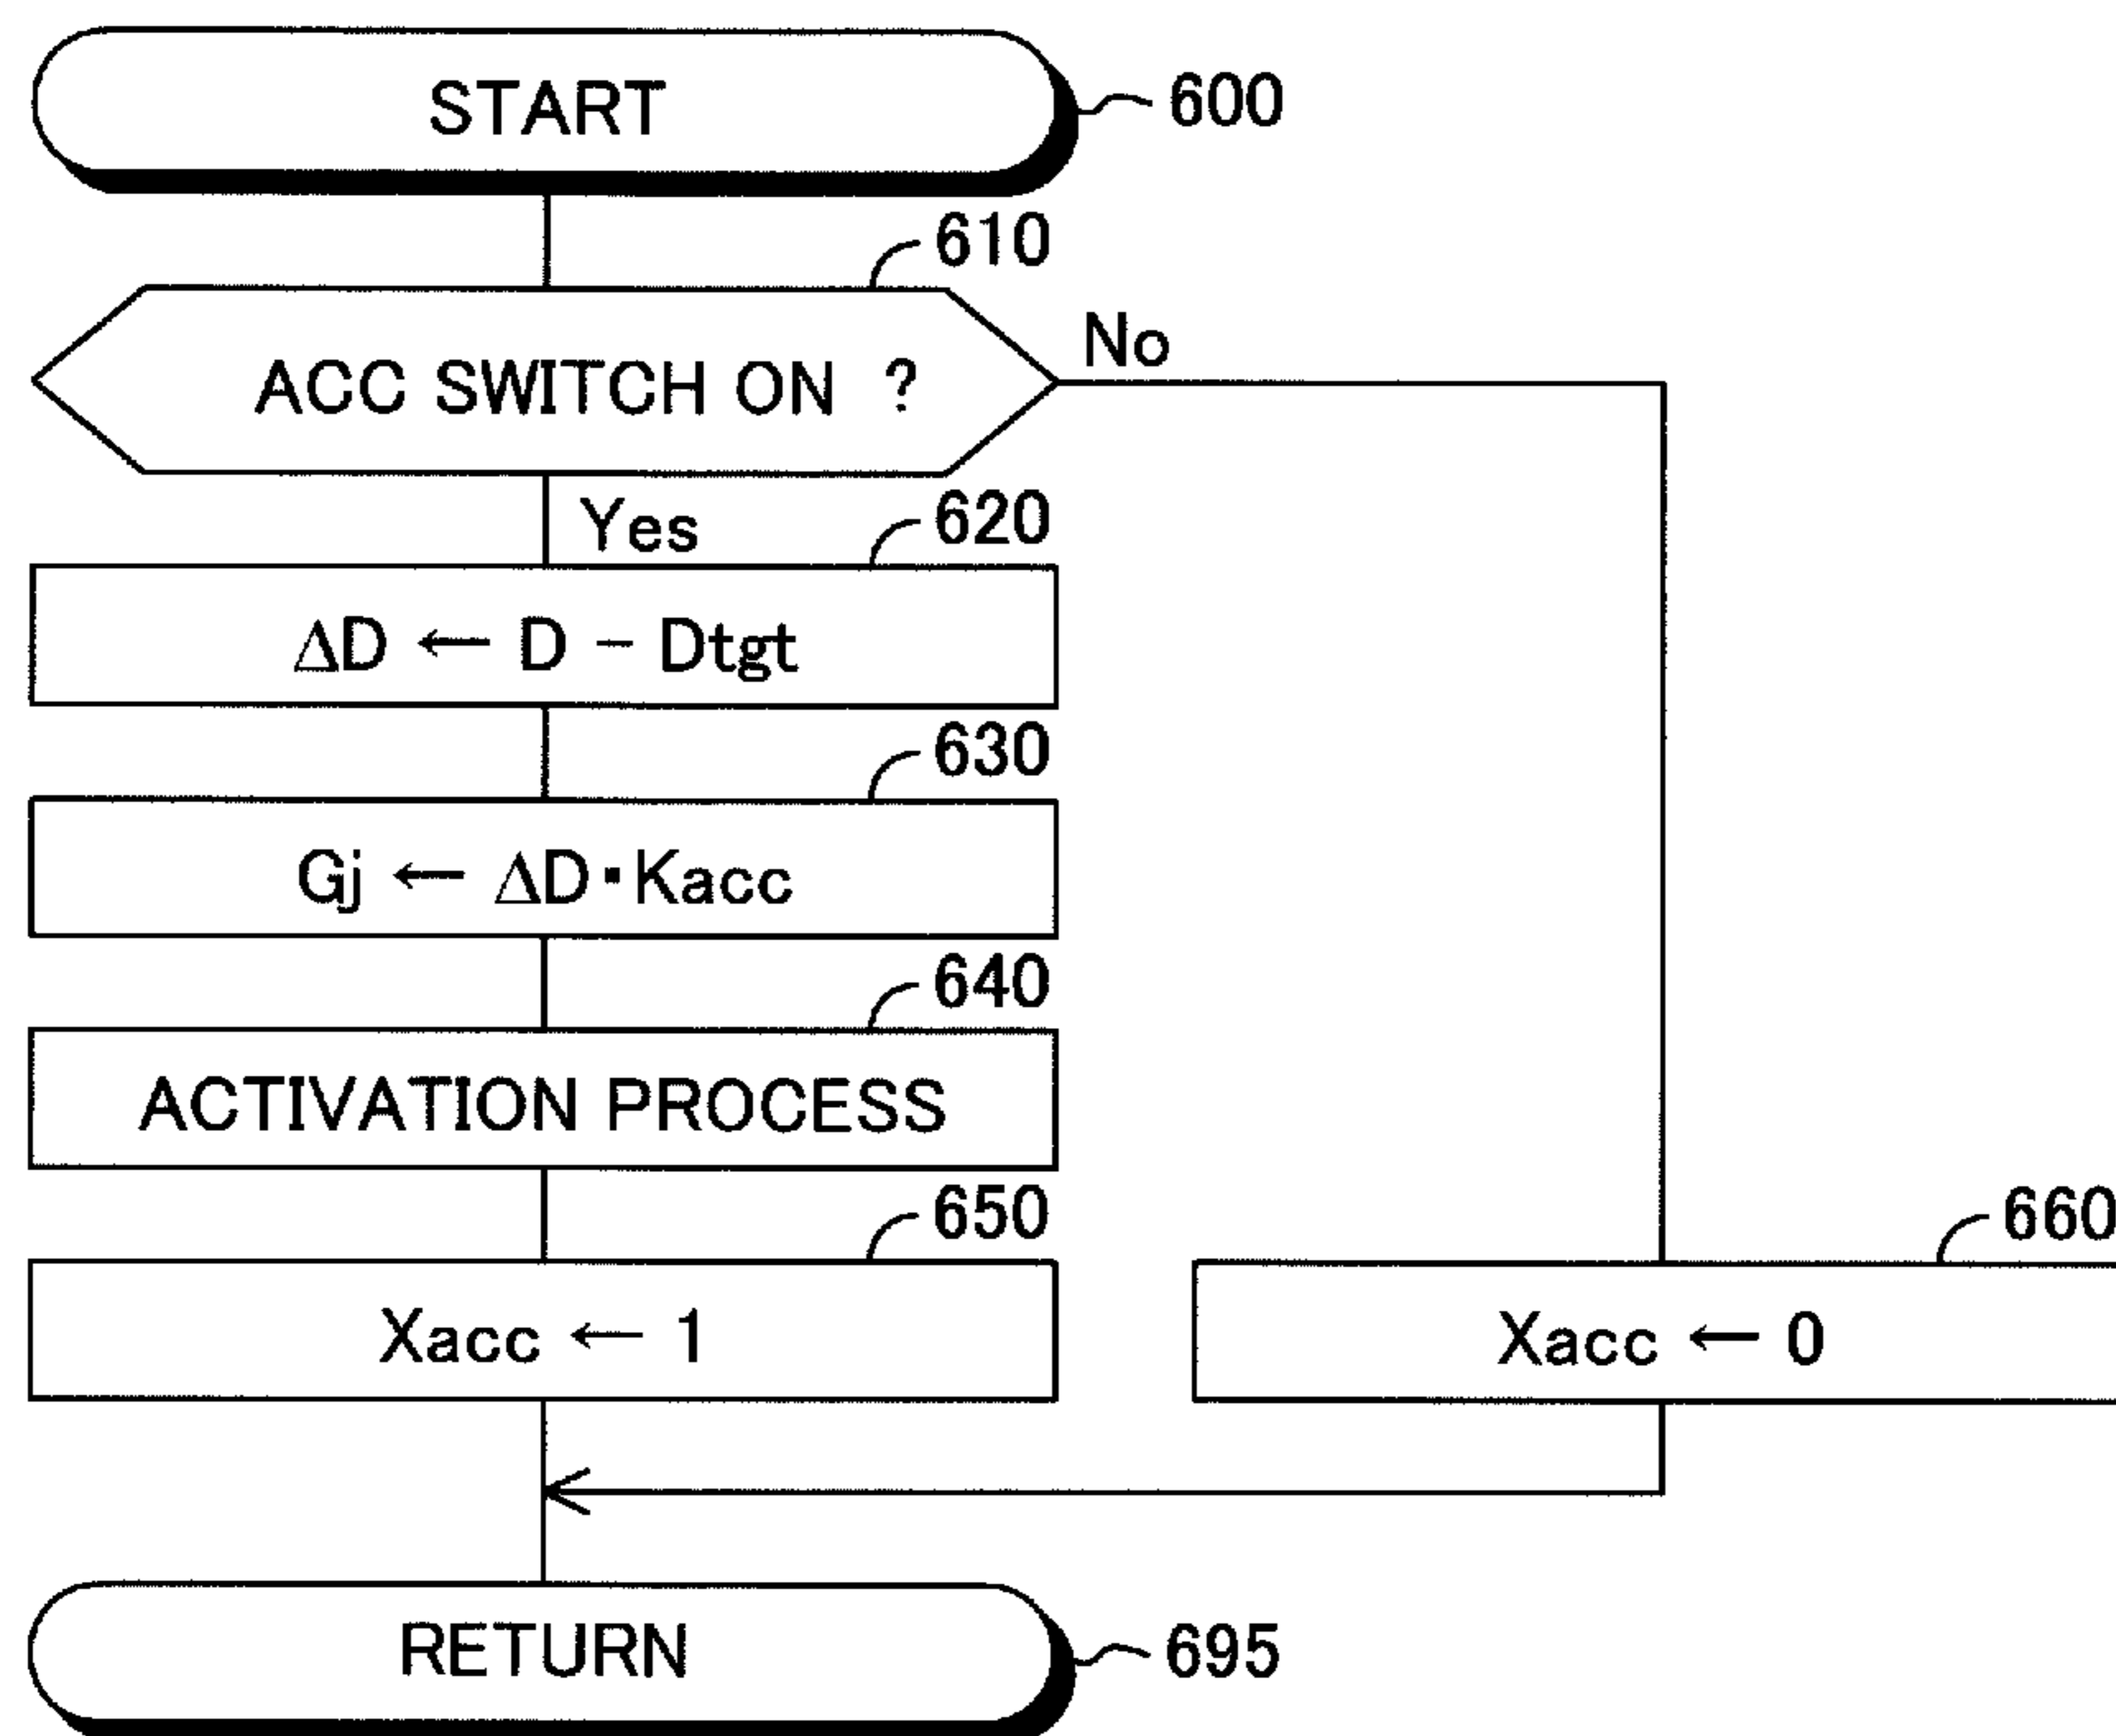 START
600
610
ACC SWITCH ON ?
No
Yes
620
ΔD ← D - Dtgt
630
Gj ← ΔD・Kacc
640
ACTIVATION PROCESS
650
Xacc ← 1
660
Xacc ← 0
RETURN
695